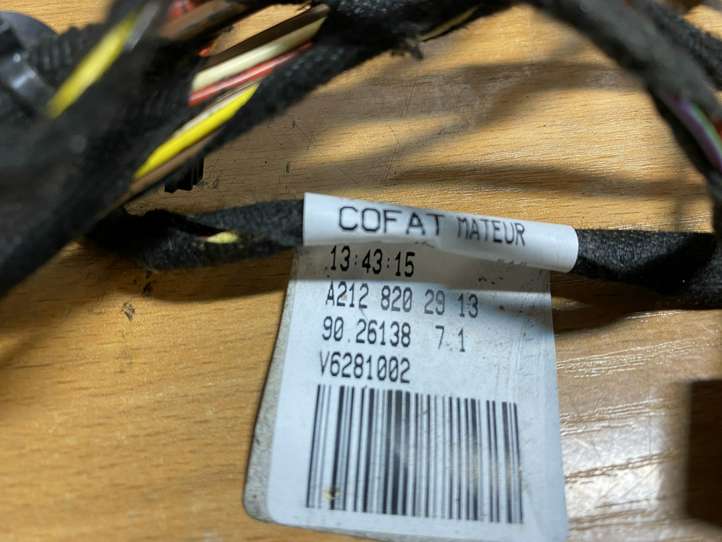 COFAT MATEUR
13:43:15
A212 820 29 13
90.26138 7.1
V6281002